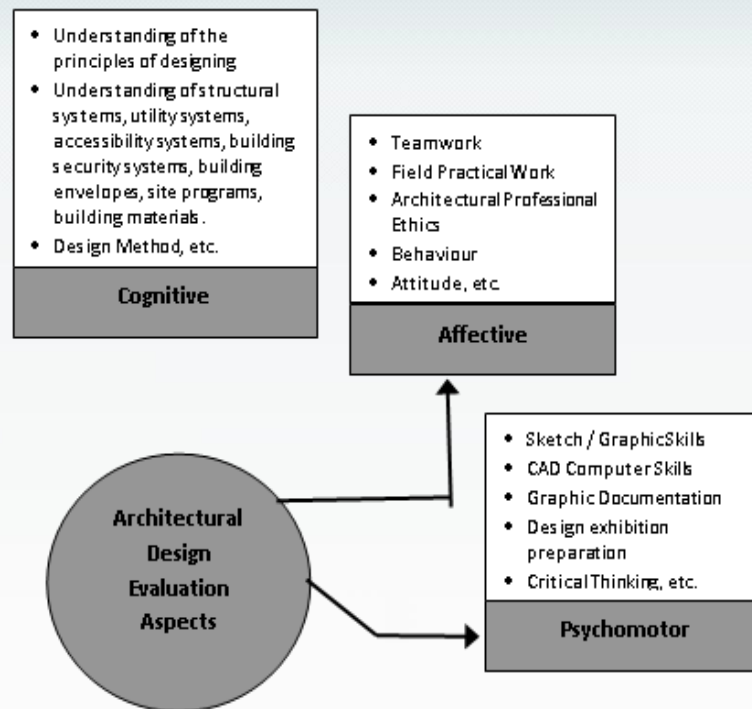 • Understanding of the
principles of designing
• Understanding of structural
systems, utility systems,
accessibility systems, building
security systems, building
envelopes, site programs,
building materials.
• Design Method, etc.
Cognitive
• Teamwork
• Field Practical Work
• Architectural Professional
Ethics
• Behaviour
• Attitude, etc.
Affective
• Sketch / Graphic Skills
• CAD Computer Skills
• Graphic Documentation
• Design exhibition
preparation
• Critical Thinking, etc.
Psychomotor
Architectural
Design
Evaluation
Aspects